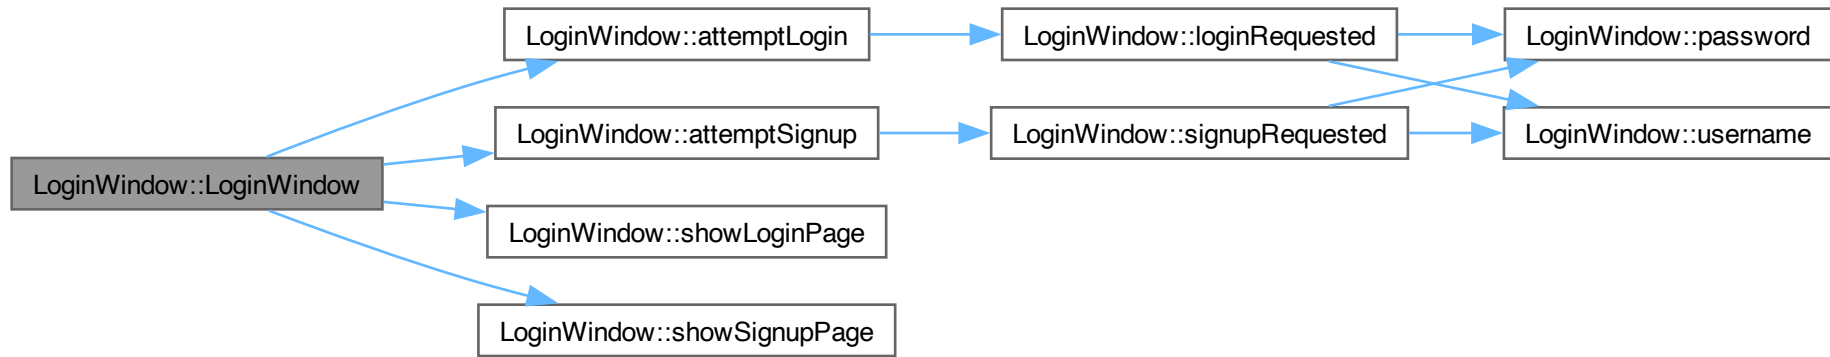 LoginWindow::attemptLogin
LoginWindow::loginRequested
LoginWindow::password
LoginWindow::attemptSignup
LoginWindow::signupRequested
LoginWindow::username
LoginWindow::LoginWindow
LoginWindow::showLoginPage
LoginWindow::showSignupPage